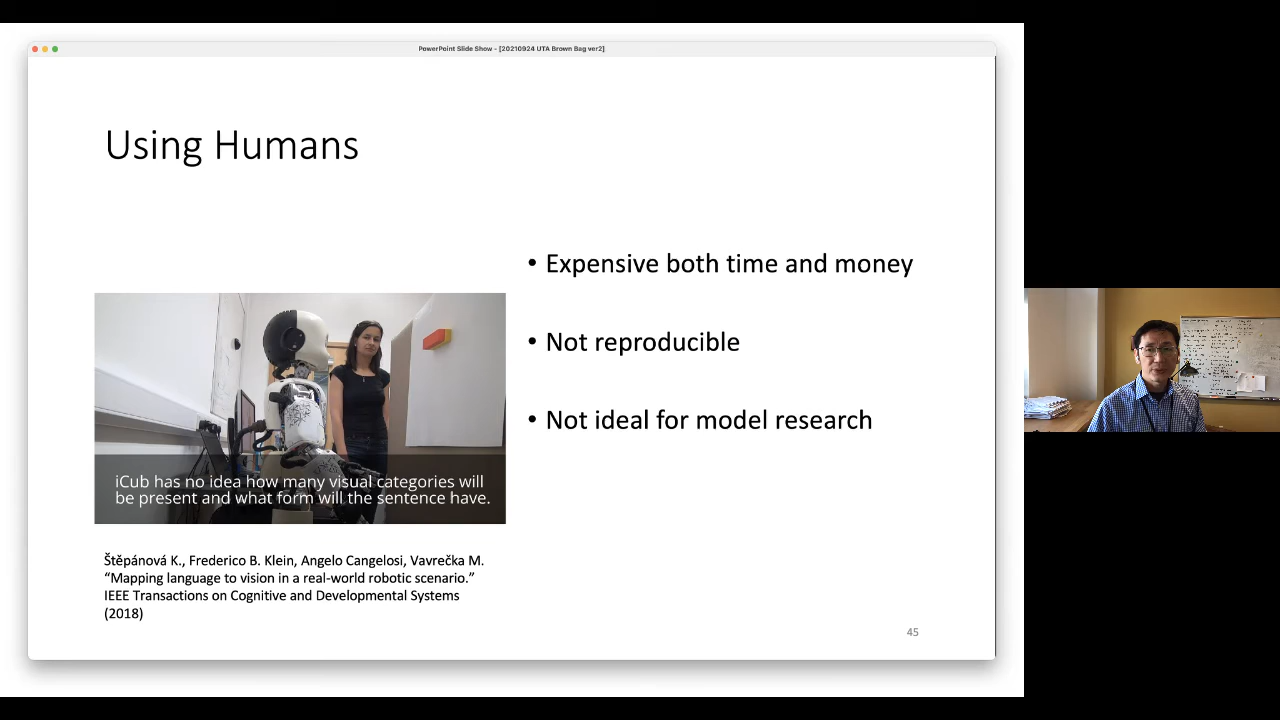 PowerPoint Slide Show - [20210924 UTA Brown Bag ver2]
Using Humans
• Expensive both time and money
• Not reproducible
• Not ideal for model research
iCub has no idea how many visual categories will
be present and what form will the sentence have.
Štěpánová K., Frederico B. Klein, Angelo Cangelosi, Vavrečka M.
“Mapping language to vision in a real-world robotic scenario.”
IEEE Transactions on Cognitive and Developmental Systems
(2018)
45